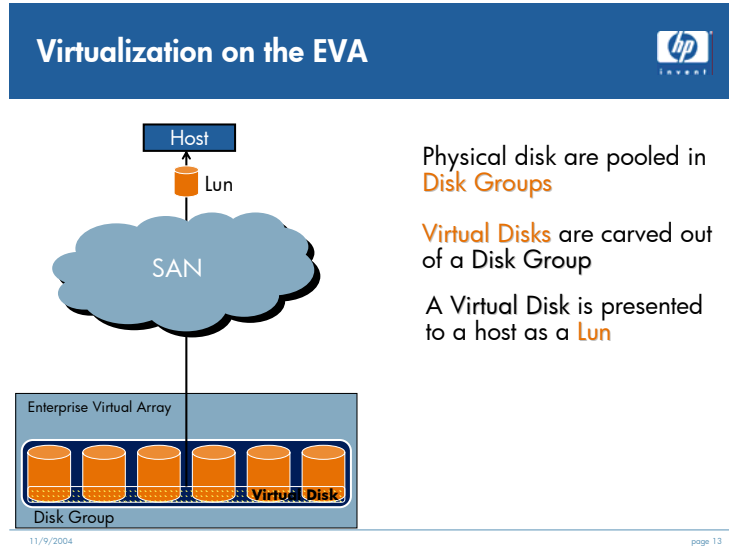 Virtualization on the EVA
hp
invent
Host
Lun
SAN
Enterprise Virtual Array
Virtual Disk
Disk Group
Physical disk are pooled in
Disk Groups
Virtual Disks are carved out
of a Disk Group
A Virtual Disk is presented
to a host as a Lun
11/9/2004
page 13